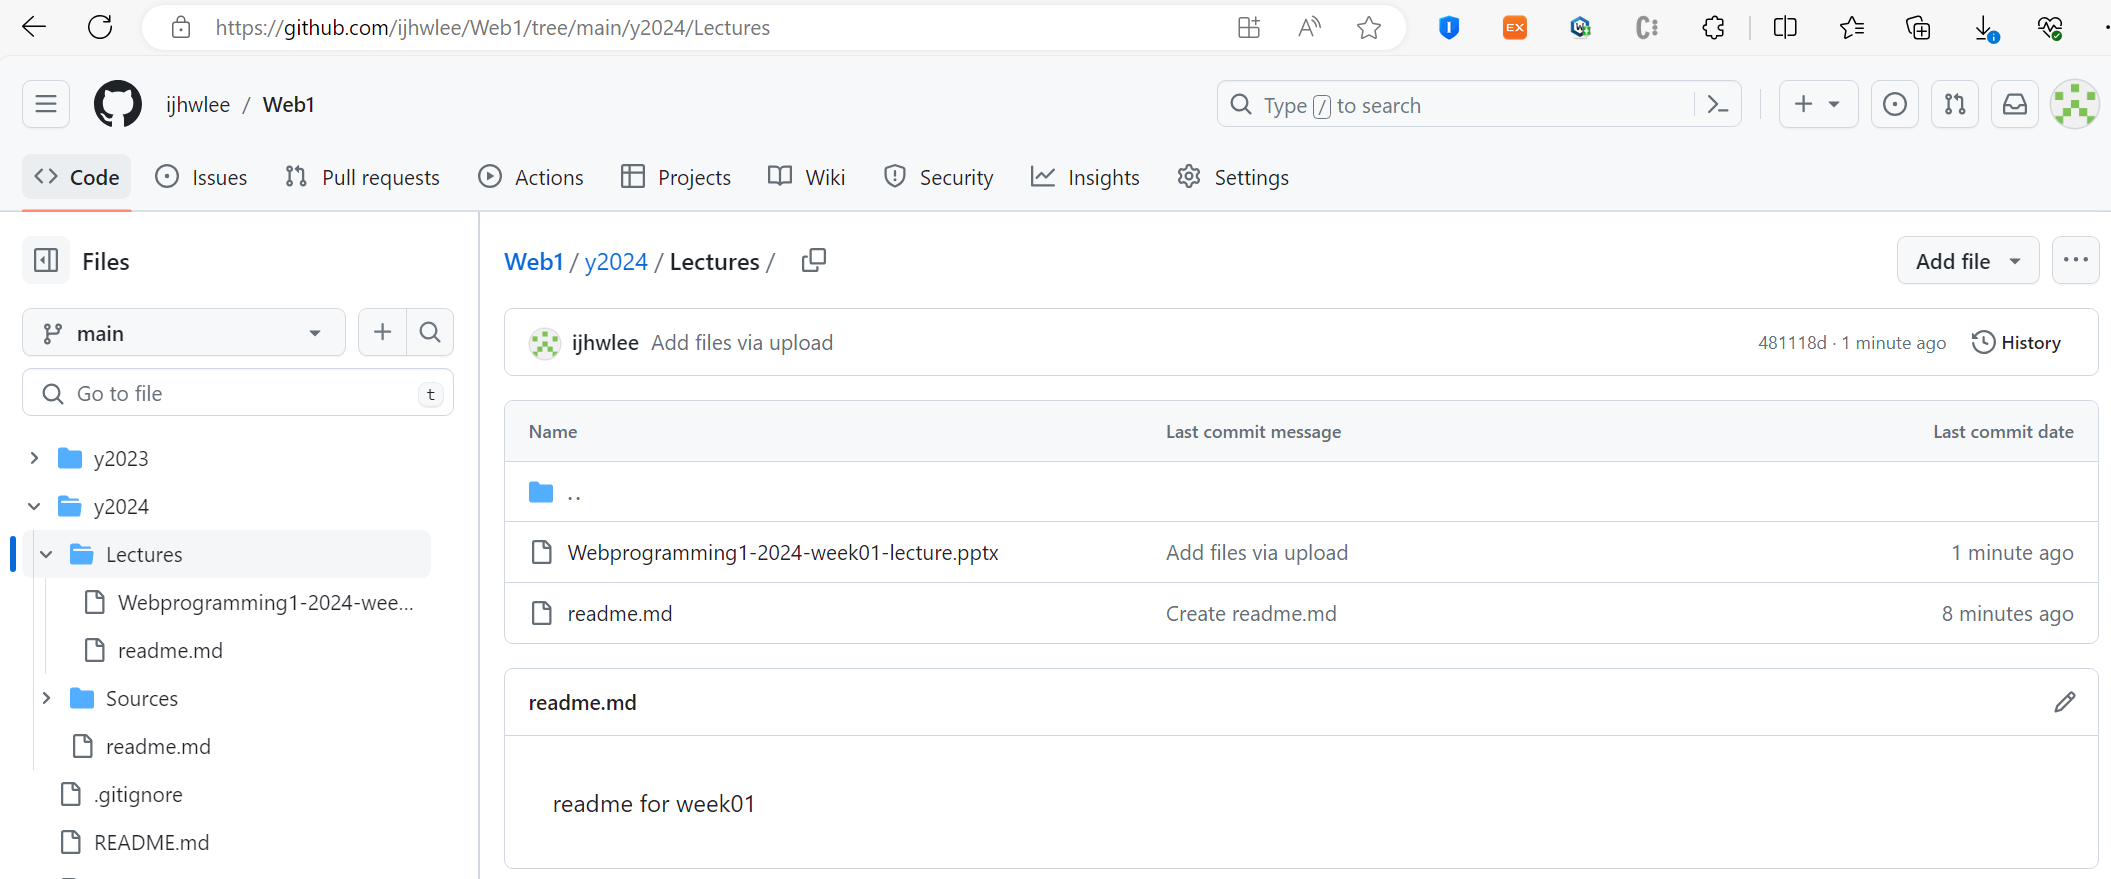 https://github.com/ijhwlee/Web1/tree/main/y2024/Lectures
ijhwlee / Web1
Type / to search
Code Issues Pull requests Actions Projects Wiki Security Insights Settings
Files
main
Go to file t
y2023
y2024
Lectures
Webprogramming1-2024-wee...
readme.md
Sources
readme.md
.gitignore
README.md
Web1 / y2024 / Lectures /
Add file
ijhwlee Add files via upload 481118d · 1 minute ago History
Name Last commit message Last commit date
..
Webprogramming1-2024-week01-lecture.pptx Add files via upload 1 minute ago
readme.md Create readme.md 8 minutes ago
readme.md
readme for week01